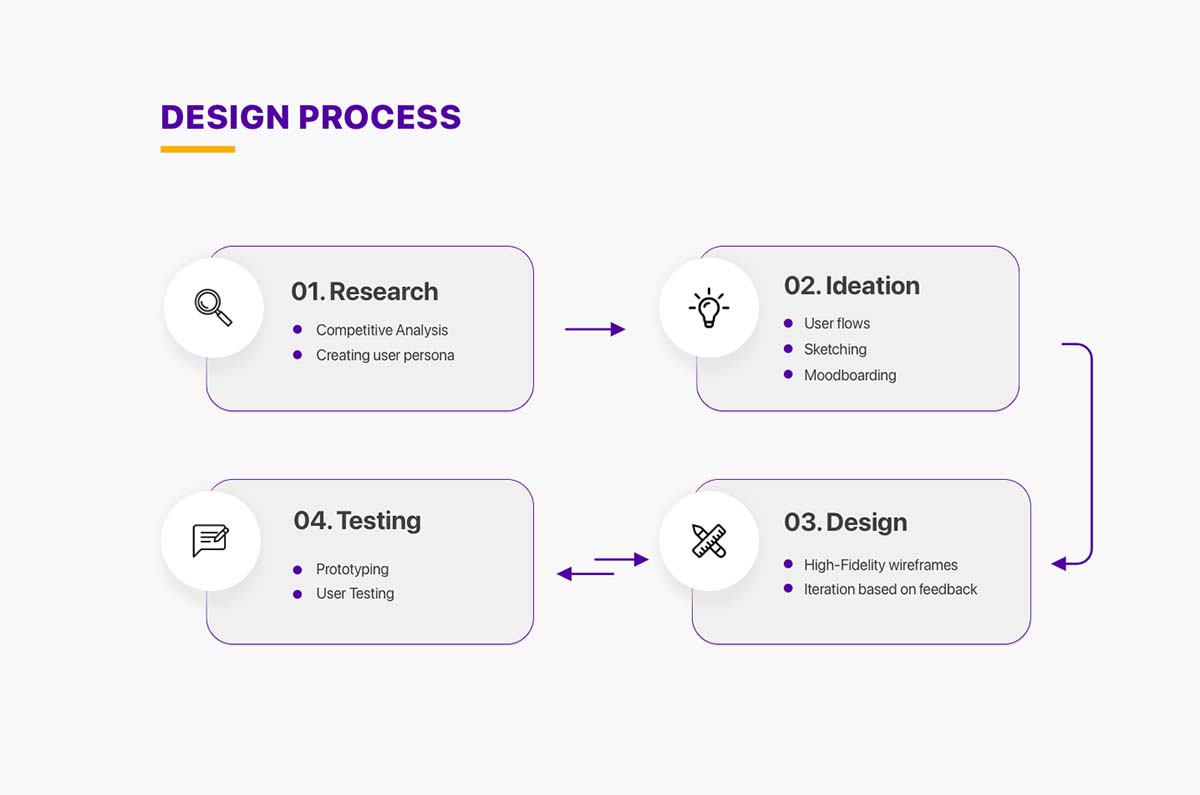 DESIGN PROCESS
01. Research
Competitive Analysis
Creating user persona
02. Ideation
User flows
Sketching
Moodboarding
03. Design
High-Fidelity wireframes
Iteration based on feedback
04. Testing
Prototyping
User Testing